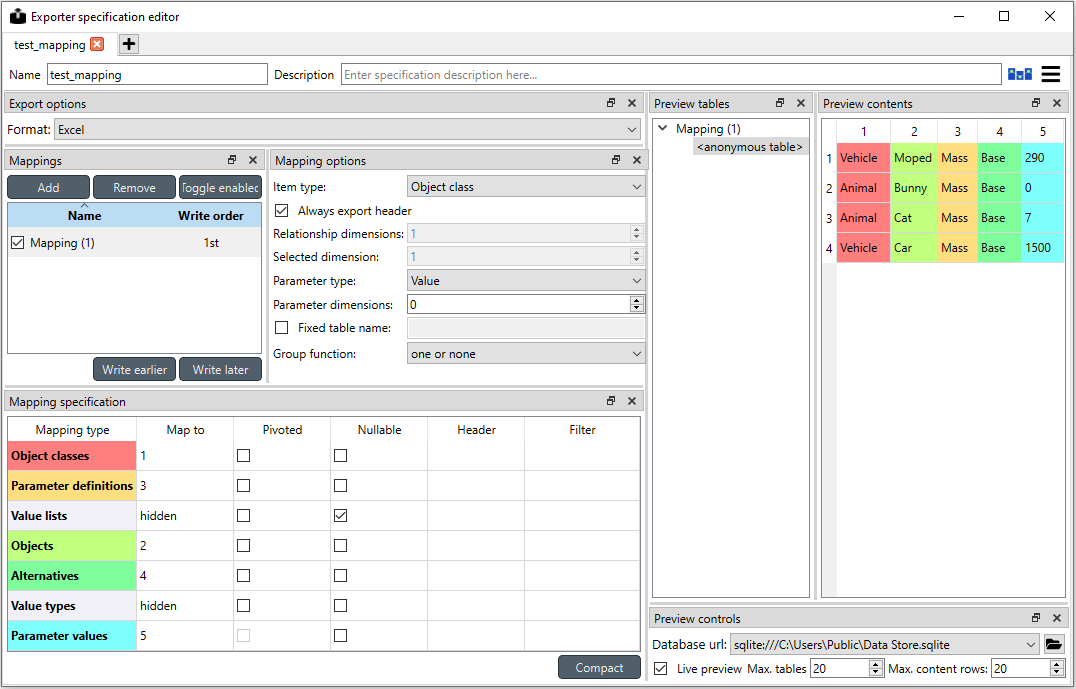 Exporter specification editor
test_mapping
Name test_mapping Description Enter specification description here...
Export options
Format: Excel
Mappings
Add Remove Toggle enabled
Name Write order
Mapping (1) 1st
Write earlier Write later
Mapping options
Item type: Object class
Always export header
Relationship dimensions: 1
Selected dimension: 1
Parameter type: Value
Parameter dimensions: 0
Fixed table name:
Group function: one or none
Mapping specification
Mapping type Map to Pivoted Nullable Header Filter
Object classes 1
Parameter definitions 3
Value lists hidden
Objects 2
Alternatives 4
Value types hidden
Parameter values 5
Compact
Preview tables
Mapping (1)
<anonymous table>
Preview contents
1 2 3 4 5
1 Vehicle Moped Mass Base 290
2 Animal Bunny Mass Base 0
3 Animal Cat Mass Base 7
4 Vehicle Car Mass Base 1500
Preview controls
Database url: sqlite:///C:\Users\Public\Data Store.sqlite
Live preview Max. tables 20 Max. content rows: 20